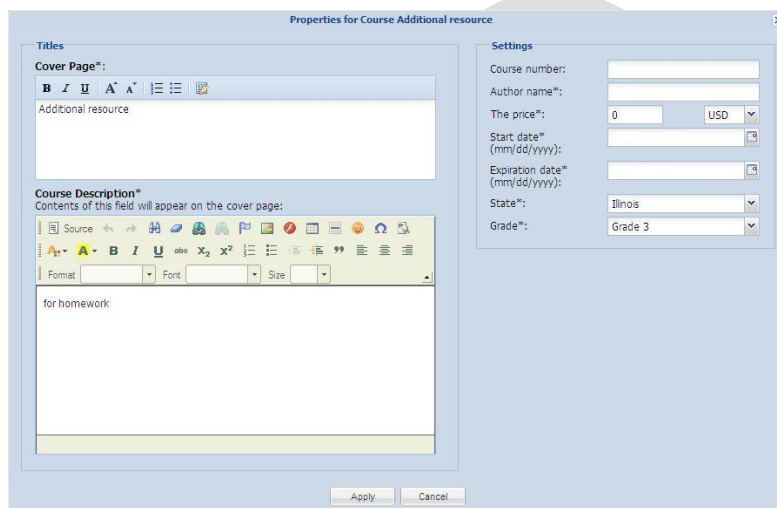 Properties for Course Additional resource
Titles
Cover Page*:
B I U A A
Additional resource
Course Description*
Contents of this field will appear on the cover page:
Source
A A B I U abc X₂ X² 
Format Font Size
for homework
Settings
Course number:
Author name*:
The price*: 0 USD
Start date*
(mm/dd/yyyy):
Expiration date*
(mm/dd/yyyy):
State*: Illinois
Grade*: Grade 3
Apply Cancel